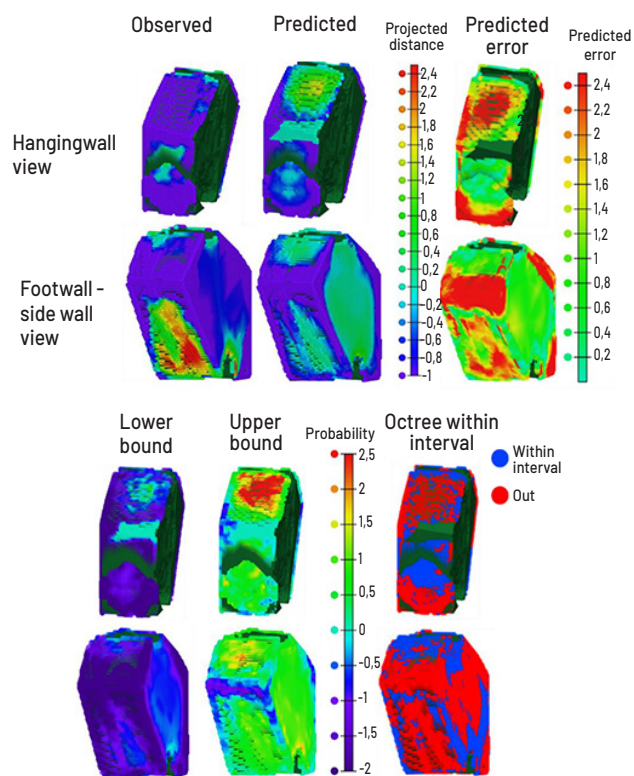 Observed
Predicted
Projected
distance
Predicted
error
Predicted
error
Hangingwall
view
Footwall -
side wall
view
2,4
2,2
2
1,8
1,6
1,4
1,2
1
0,8
0,6
0,4
0,2
0
-0,2
-0,4
-0,6
-0,8
-1
2,4
2,2
2
1,8
1,6
1,4
1,2
1
0,8
0,6
0,4
0,2
Lower
bound
Upper
bound
Probability
Octree within
interval
2,5
2
1,5
1
0,5
0
-0,5
-1
-1,5
-2
Within
interval
Out